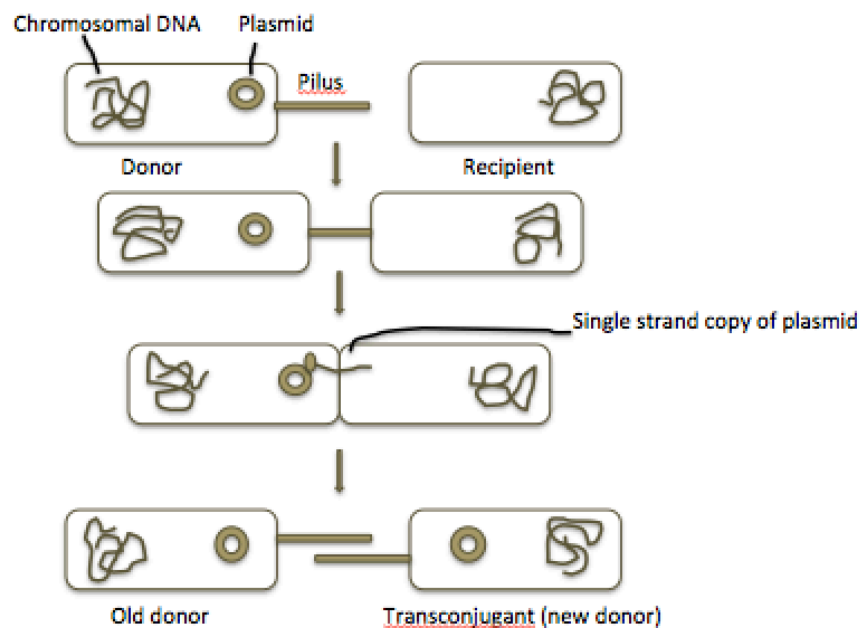 Chromosomal DNA
Plasmid
Pilus
Donor
Recipient
Single strand copy of plasmid
Old donor
Transconjugant (new donor)